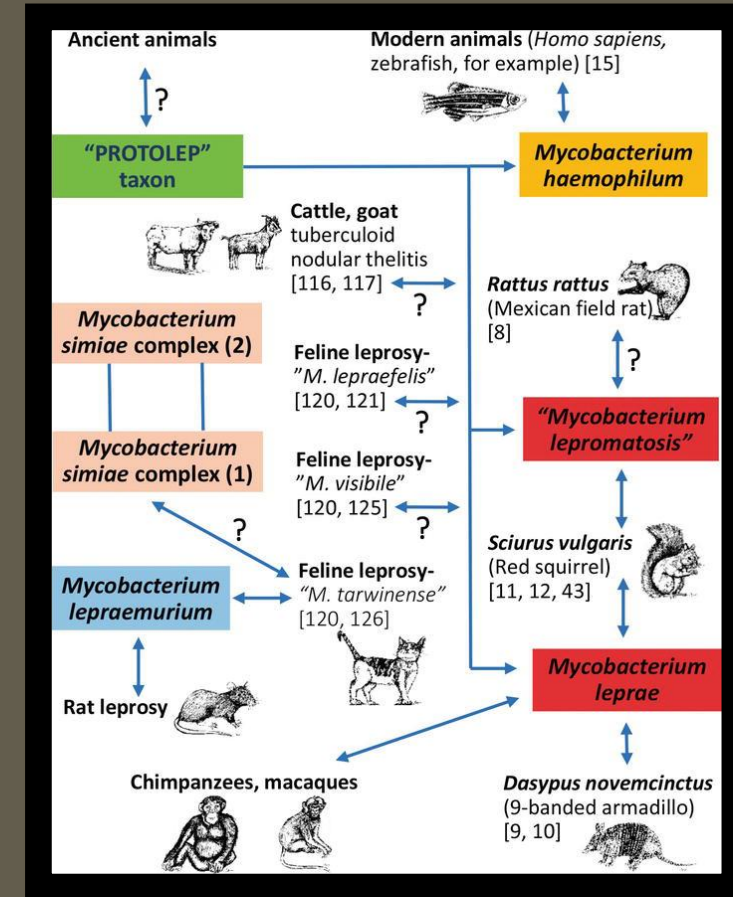 Ancient animals
?
"PROTOLEP"
taxon
Modern animals (Homo sapiens,
zebrafish, for example) [15]
Mycobacterium
haemophilum
Cattle, goat
tuberculoid
nodular thelitis
[116, 117]
?
Rattus rattus
(Mexican field rat)
[8]
?
Mycobacterium
simiae complex (2)
Feline leprosy-
"M. lepraefelis"
[120, 121]
?
"Mycobacterium
lepromatosis"
Mycobacterium
simiae complex (1)
Feline leprosy-
"M. visibile"
[120, 125]
?
?
Sciurus vulgaris
(Red squirrel)
[11, 12, 43]
Mycobacterium
lepraemurium
Feline leprosy-
"M. tarwinense"
[120, 126]
Mycobacterium
leprae
Rat leprosy
Chimpanzees, macaques
Dasypus novemcinctus
(9-banded armadillo)
[9, 10]